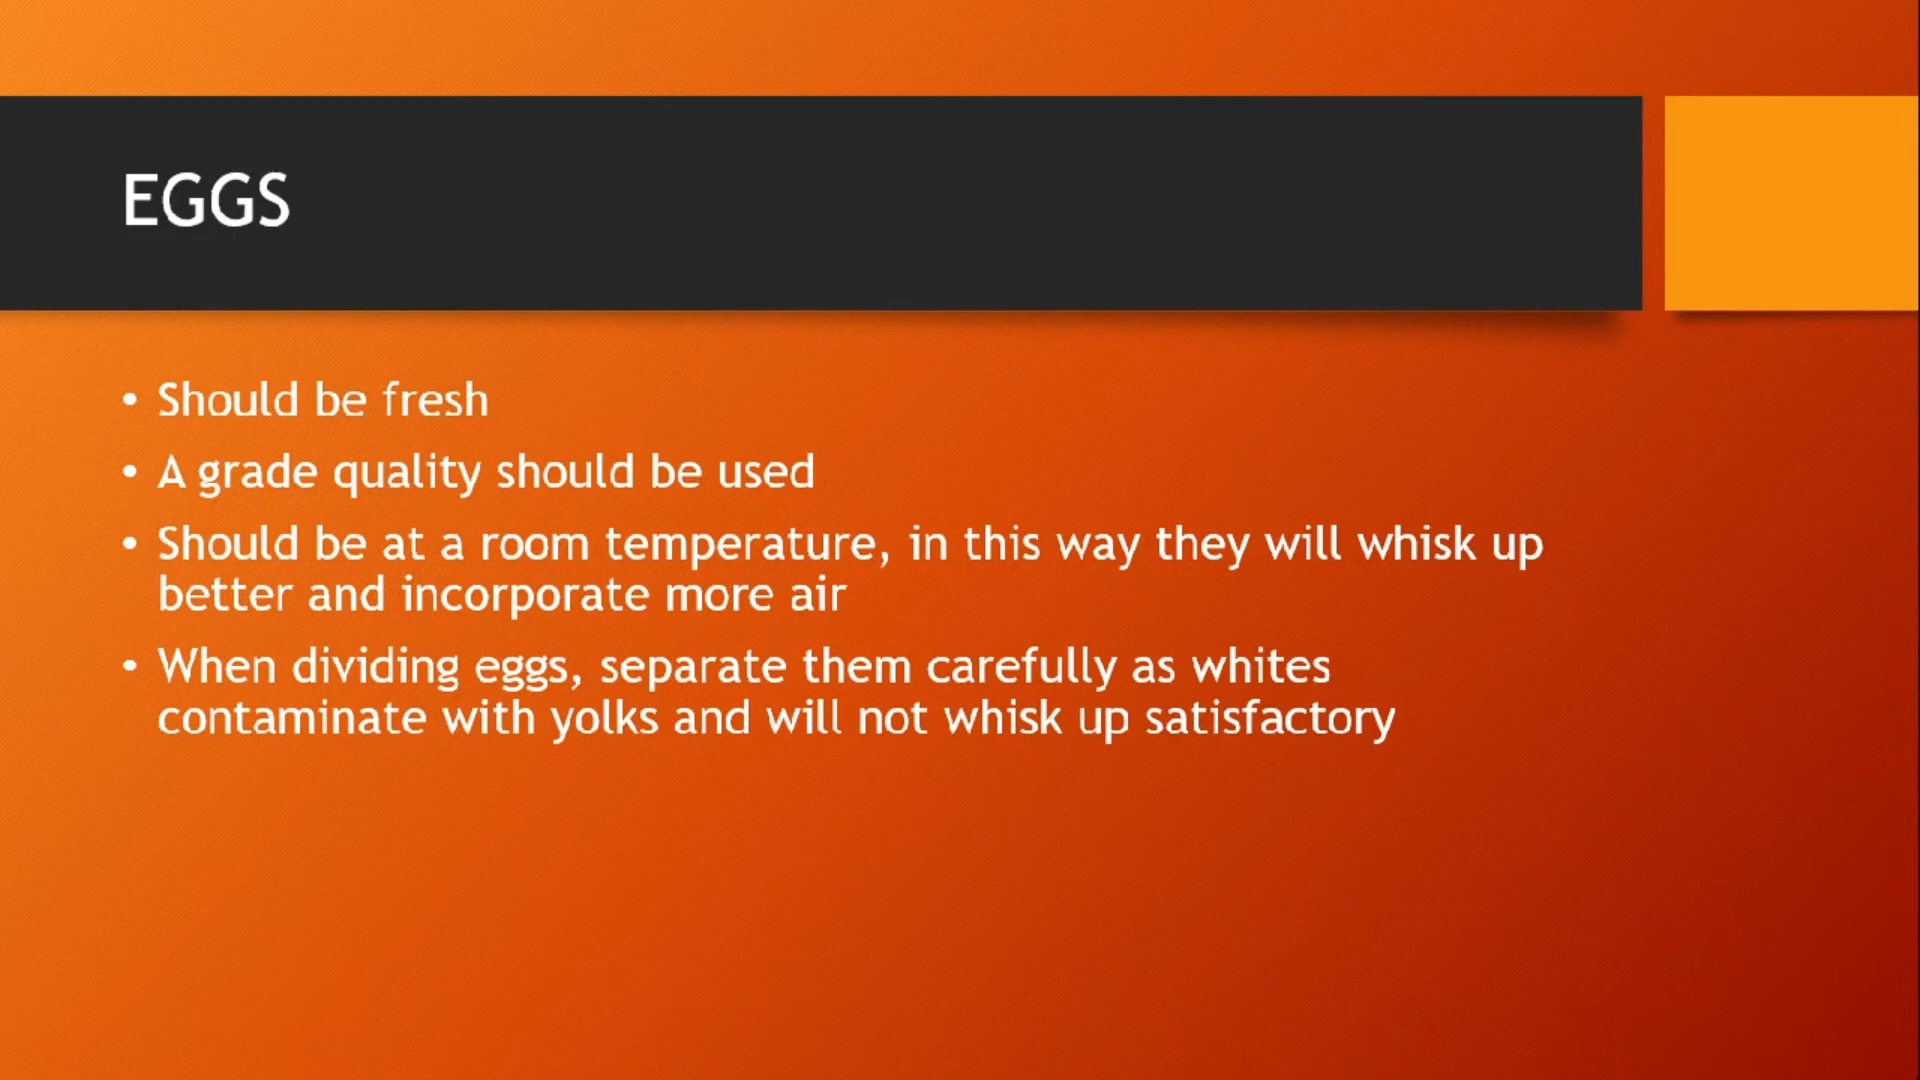 EGGS
• Should be fresh
• A grade quality should be used
• Should be at a room temperature, in this way they will whisk up
better and incorporate more air
• When dividing eggs, separate them carefully as whites
contaminate with yolks and will not whisk up satisfactory